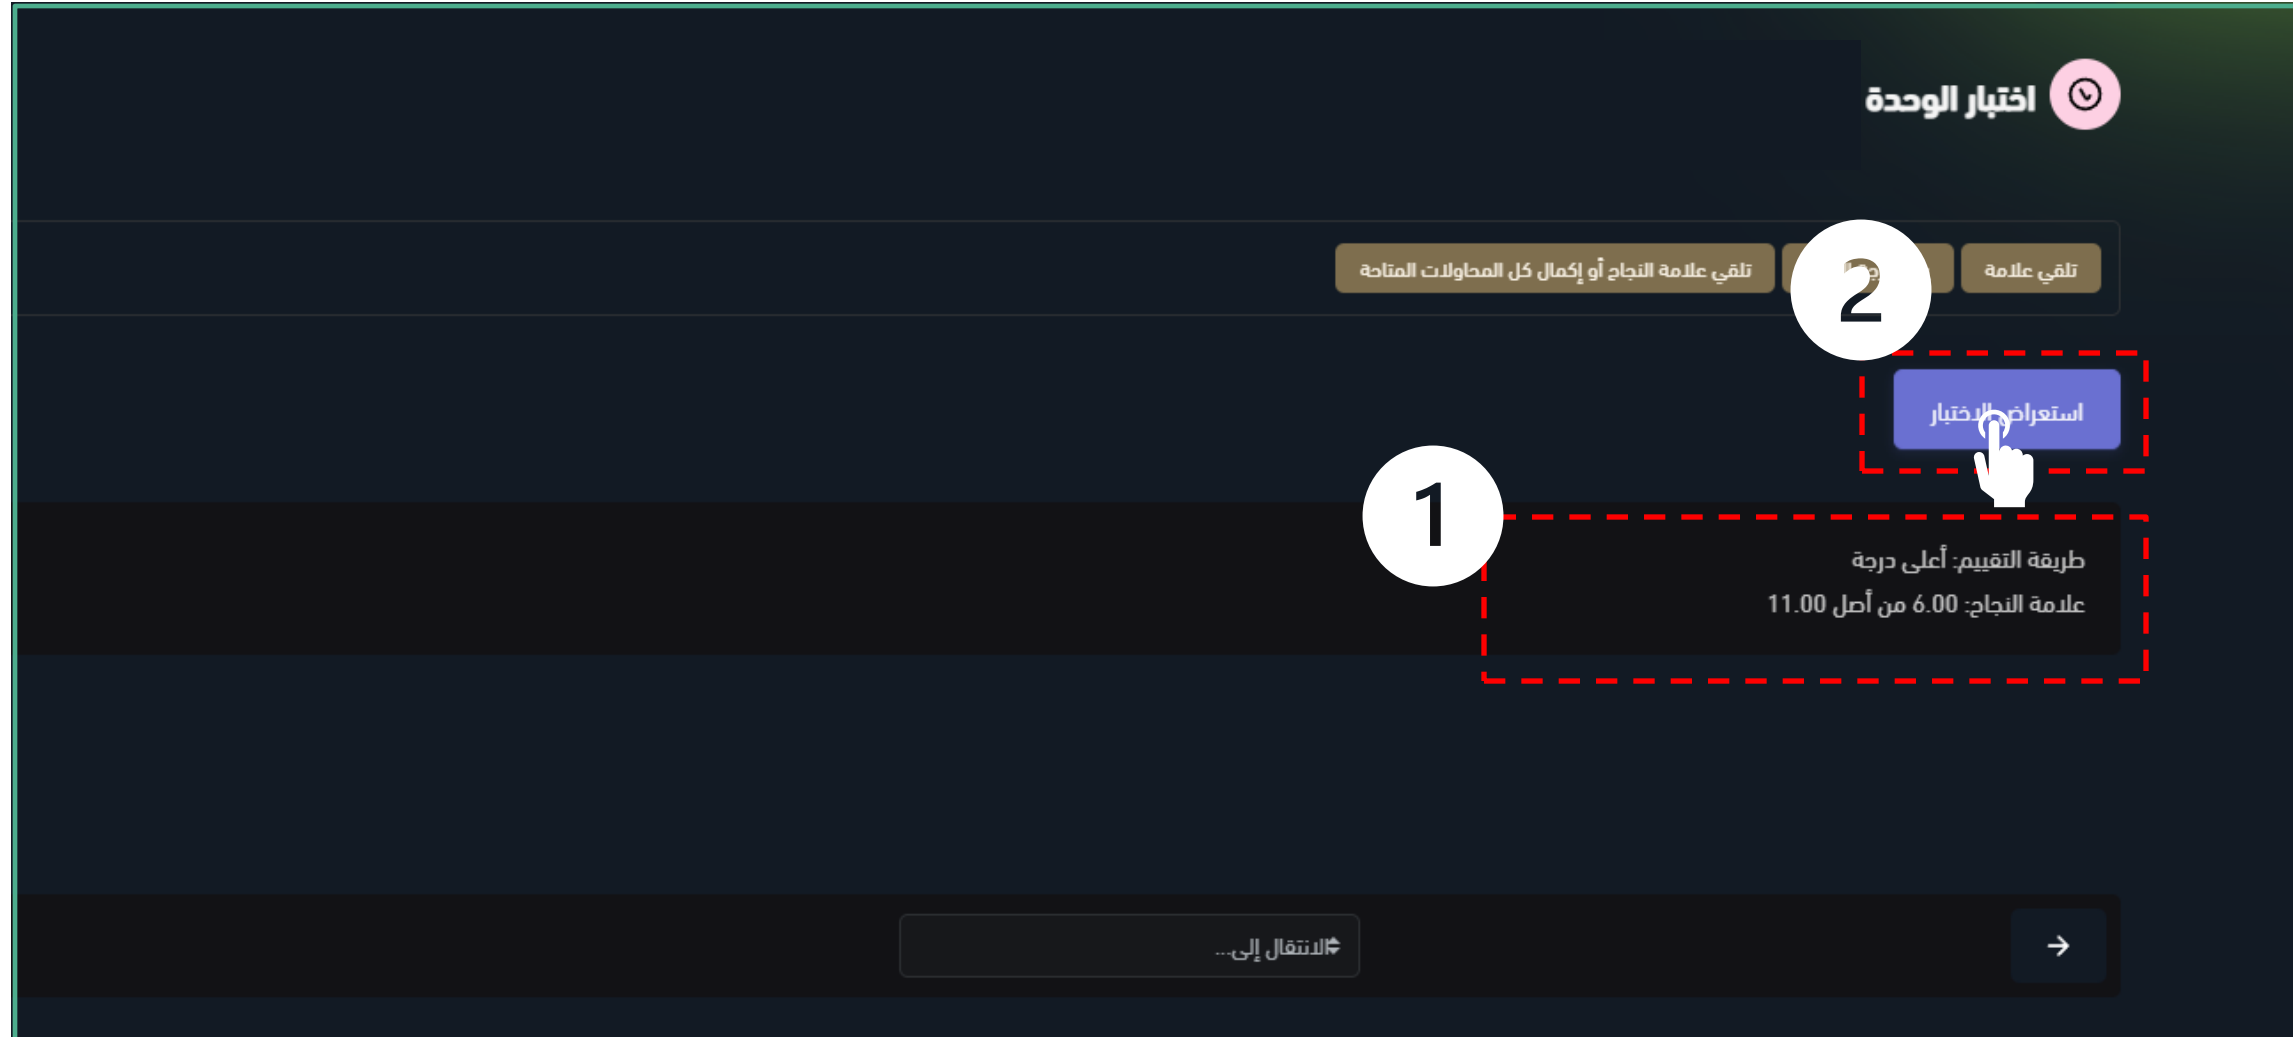 اختبار الوحدة
تلقي علامة
تلقي علامة النجاح أو إكمال كل المحاولات المتاحة
2
استعراض الاختبار
1
طريقة التقييم: أعلى درجة
علامة النجاح: 6.00 من أصل 11.00
الانتقال إلى...